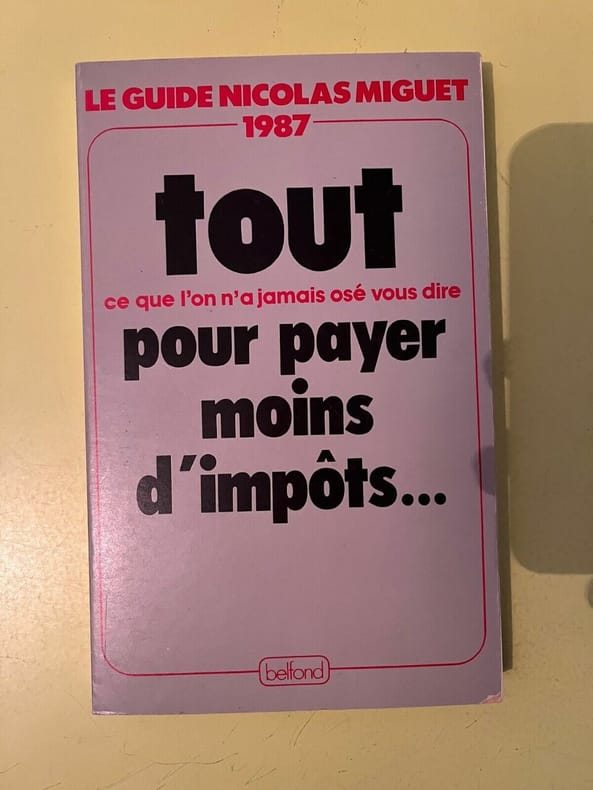 LE GUIDE NICOLAS MIGUET
1987
tout
ce que l'on n'a jamais osé vous dire
pour payer
moins
d'impôts...
belfond